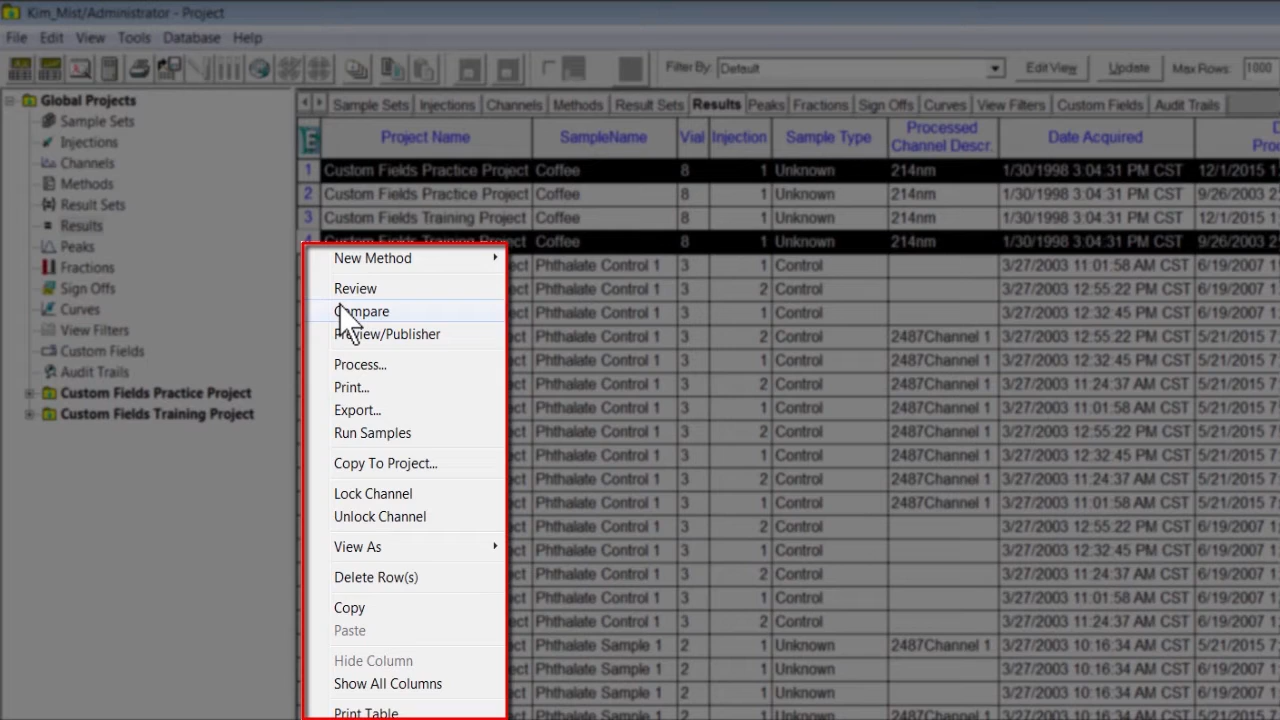 Kim_Mist/Administrator - Project
File Edit View Tools Database Help
Filter By: Default Edit View Update Max Rows: 1000
Global Projects
Sample Sets
Injections
Channels
Methods
Result Sets
Results
Peaks
Fractions
Sign Offs
Curves
View Filters
Custom Fields
Audit Trails
Custom Fields Practice Project
Custom Fields Training Project
Sample Sets Injections Channels Methods Result Sets Results Peaks Fractions Sign Offs Curves View Filters Custom Fields Audit Trails
Project Name SampleName Vial Injection Sample Type Processed Channel Descr. Date Acquired
1 Custom Fields Practice Project Coffee 8 1 Unknown 214nm 1/30/1998 3:04:31 PM CST 12/1/2015
2 Custom Fields Practice Project Coffee 8 1 Unknown 214nm 1/30/1998 3:04:31 PM CST 9/26/2003
3 Custom Fields Training Project Coffee 8 1 Unknown 214nm 1/30/1998 3:04:31 PM CST 12/1/2015
4 Custom Fields Training Project Coffee 8 1 Unknown 214nm 1/30/1998 3:04:31 PM CST 9/26/2003
Phthalate Control 1 3 1 Control 3/27/2003 11:01:58 AM CST 6/19/2007
Phthalate Control 1 3 2 Control 3/27/2003 12:55:22 PM CST 6/19/2007
Phthalate Control 1 3 1 Control 3/27/2003 12:32:45 PM CST 6/19/2007
Phthalate Control 1 3 2 Control 2487Channel 1 3/27/2003 12:55:22 PM CST 5/21/2015
Phthalate Control 1 3 1 Control 2487Channel 1 3/27/2003 12:32:45 PM CST 5/21/2015
Phthalate Control 1 3 2 Control 2487Channel 1 3/27/2003 11:24:37 AM CST 5/21/2015
Phthalate Control 1 3 1 Control 2487Channel 1 3/27/2003 11:01:58 AM CST 5/21/2015
Phthalate Control 1 3 2 Control 2487Channel 1 3/27/2003 12:55:22 PM CST 5/21/2015
Phthalate Control 1 3 1 Control 2487Channel 1 3/27/2003 12:32:45 PM CST 5/21/2015
Phthalate Control 1 3 2 Control 2487Channel 1 3/27/2003 11:24:37 AM CST 5/21/2015
Phthalate Control 1 3 1 Control 2487Channel 1 3/27/2003 11:01:58 AM CST 5/21/2015
Phthalate Control 1 3 2 Control 3/27/2003 12:55:22 PM CST 6/19/2007
Phthalate Control 1 3 1 Control 3/27/2003 12:32:45 PM CST 6/19/2007
Phthalate Control 1 3 2 Control 3/27/2003 11:24:37 AM CST 6/19/2007
Phthalate Control 1 3 1 Control 3/27/2003 11:01:58 AM CST 6/19/2007
Phthalate Control 1 3 2 Control 3/27/2003 11:24:37 AM CST 6/19/2007
Phthalate Sample 1 2 1 Unknown 2487Channel 1 3/27/2003 10:16:34 AM CST 5/21/2015
Phthalate Sample 1 2 1 Unknown 3/27/2003 10:16:34 AM CST 6/19/2007
Phthalate Sample 1 2 1 Unknown 3/27/2003 10:16:34 AM CST 6/19/2007
New Method
Review
Compare
Preview/Publisher
Process...
Print...
Export...
Run Samples
Copy To Project...
Lock Channel
Unlock Channel
View As
Delete Row(s)
Copy
Paste
Hide Column
Show All Columns
Print Table